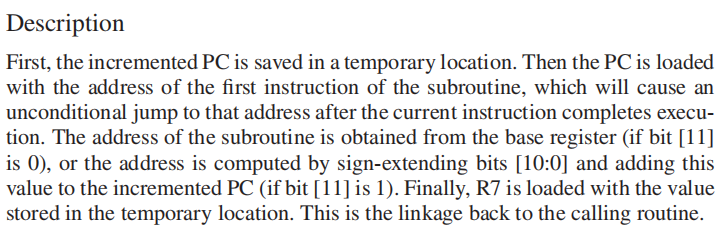 Description
First, the incremented PC is saved in a temporary location. Then the PC is loaded
with the address of the first instruction of the subroutine, which will cause an
unconditional jump to that address after the current instruction completes execu-
tion. The address of the subroutine is obtained from the base register (if bit [11]
is 0), or the address is computed by sign-extending bits [10:0] and adding this
value to the incremented PC (if bit [11] is 1). Finally, R7 is loaded with the value
stored in the temporary location. This is the linkage back to the calling routine.